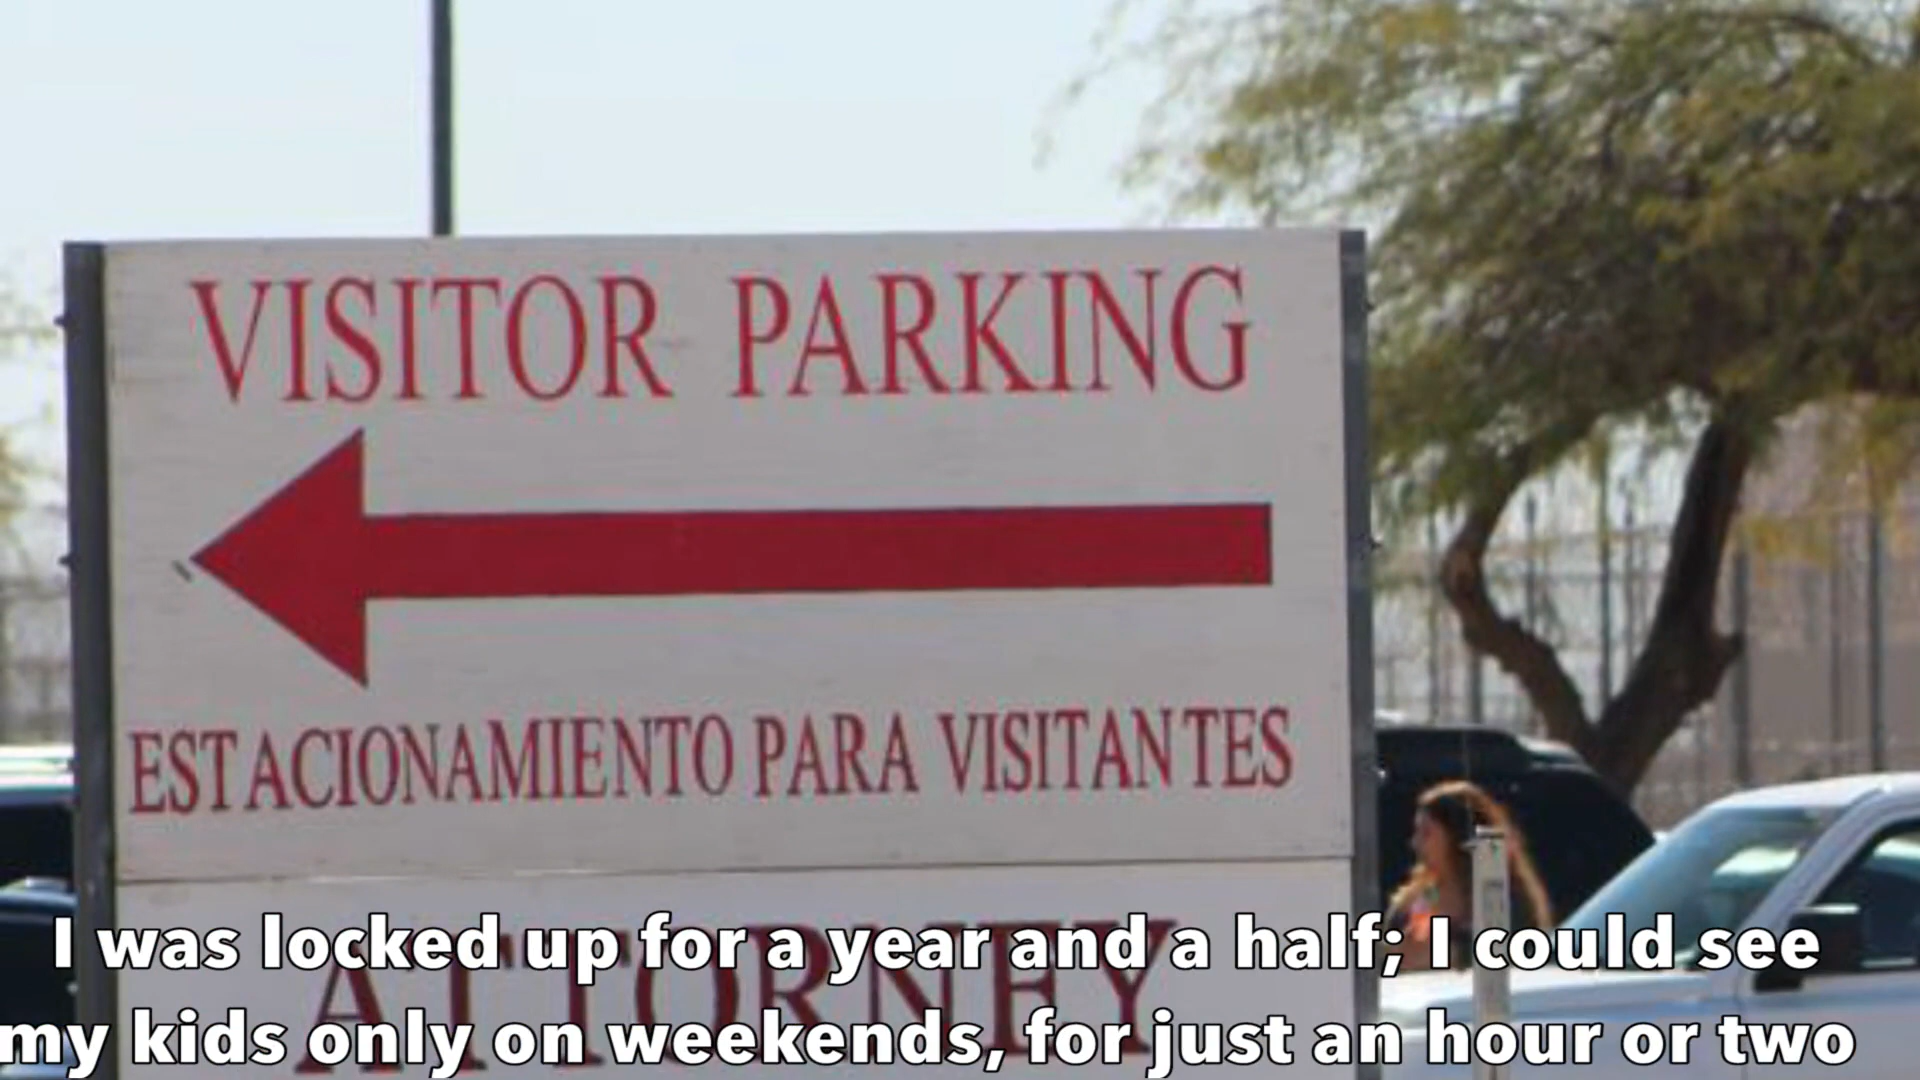 VISITOR PARKING
ESTACIONAMIENTO PARA VISITANTES
ATTORNEY
I was locked up for a year and a half; I could see
my kids only on weekends, for just an hour or two